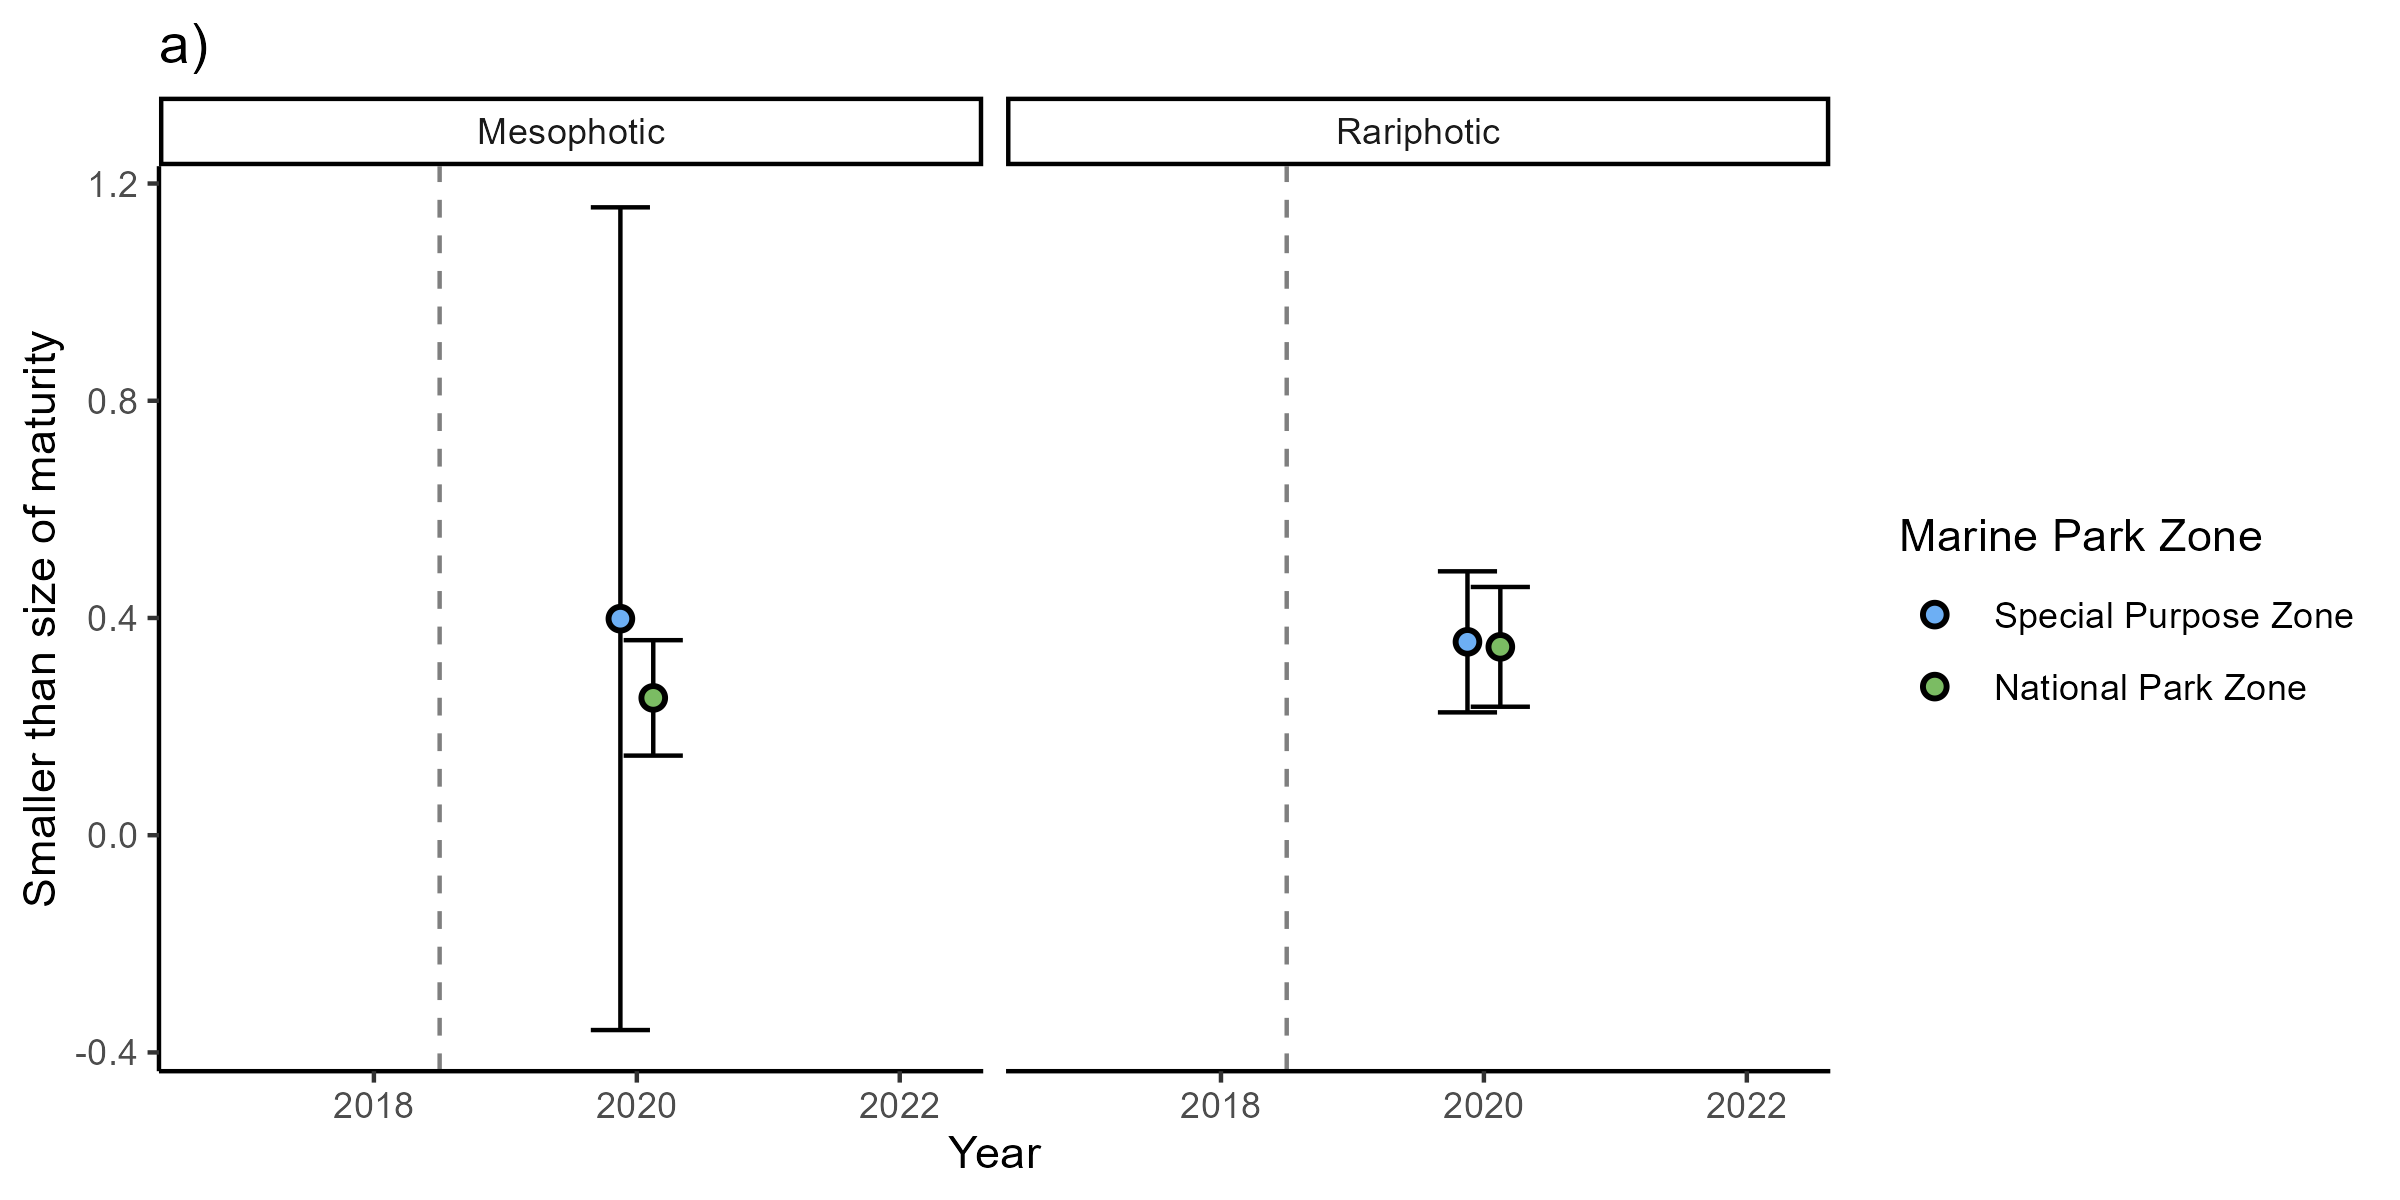 a)
Mesophotic
Rariphotic
1.2
0.8
0.4
0.0
-0.4
Smaller than size of maturity
2018
2020
2022
2018
2020
2022
Year
Marine Park Zone
Special Purpose Zone
National Park Zone